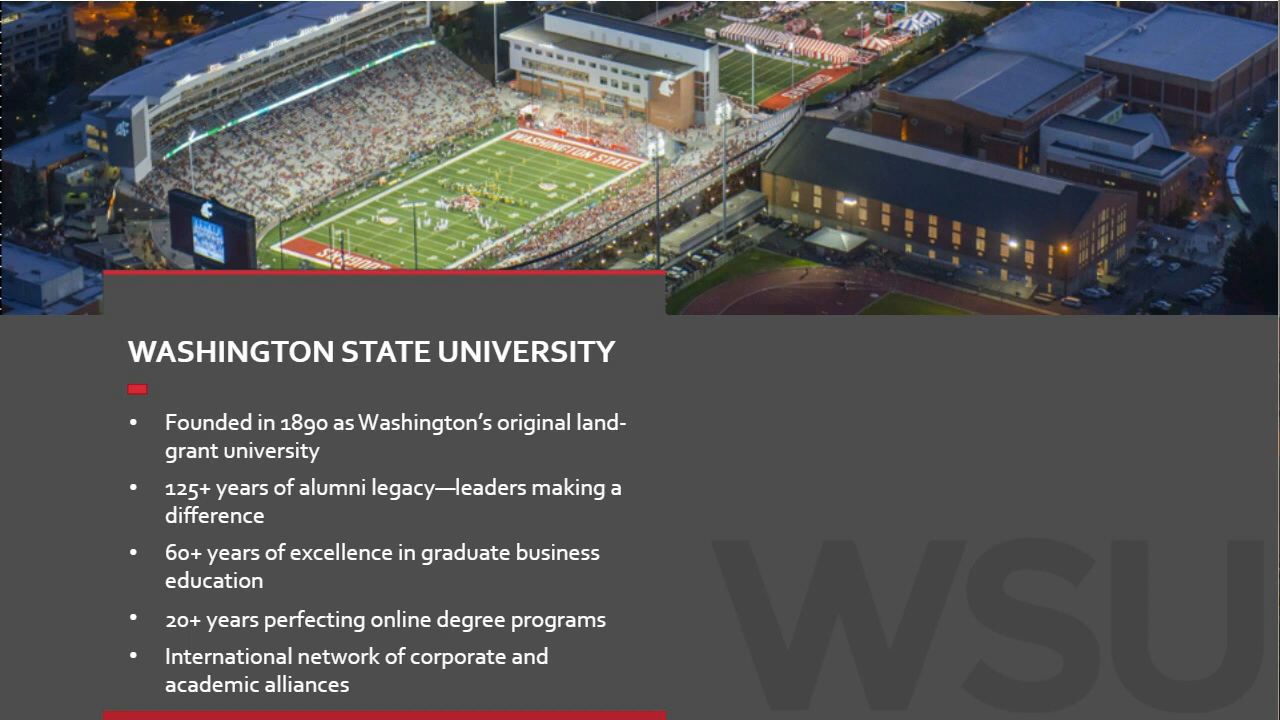 WASHINGTON STATE
COUGARS
COUGARS
WASHINGTON STATE UNIVERSITY
• Founded in 1890 as Washington’s original land-
grant university
• 125+ years of alumni legacy—leaders making a
difference
• 60+ years of excellence in graduate business
education
• 20+ years perfecting online degree programs
• International network of corporate and
academic alliances
WSU